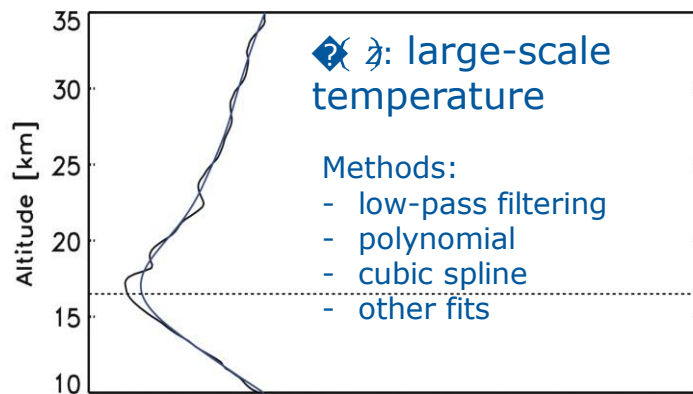 35
30
25
20
15
10
Altitude [km]
�( z): large-scale
temperature
Methods:
- low-pass filtering
- polynomial
- cubic spline
- other fits